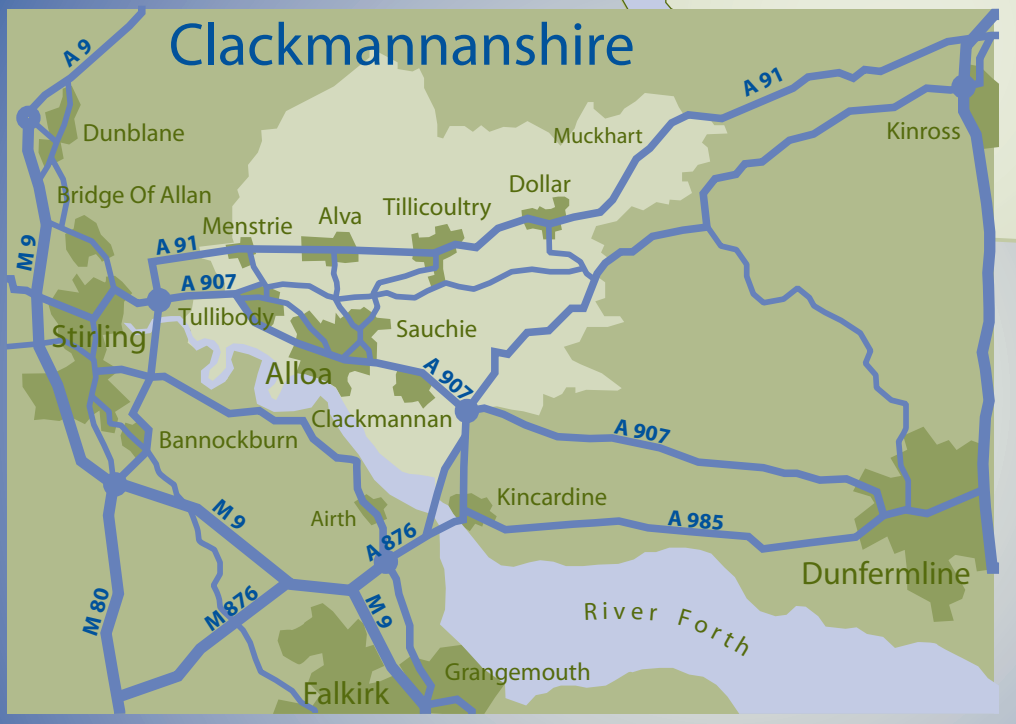 Clackmannanshire
A 9
A 91
Dunblane
Muckhart
Kinross
Bridge Of Allan
Dollar
Menstrie
Alva
Tillicoultry
M 9
A 91
A 907
Tullibody
Stirling
Sauchie
Alloa
A 907
Clackmannan
A 907
Bannockburn
Kincardine
Airth
M 9
A 985
A 876
Dunfermline
M 80
M 876
M 9
River Forth
Grangemouth
Falkirk